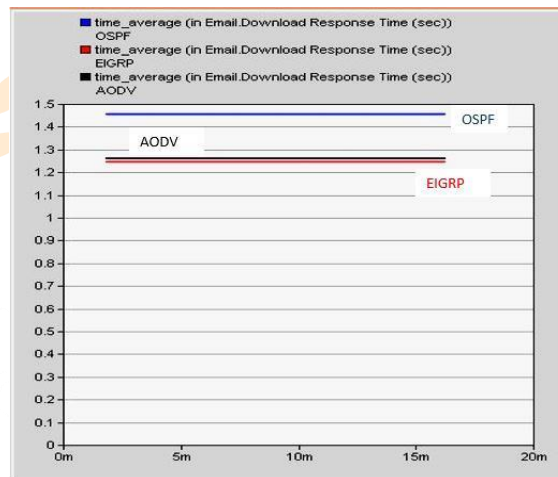 time_average (in Email.Download Response Time (sec))
OSPF
time_average (in Email.Download Response Time (sec))
EIGRP
time_average (in Email.Download Response Time (sec))
AODV
1.5
1.4
1.3
1.2
1.1
1
0.9
0.8
0.7
0.6
0.5
0.4
0.3
0.2
0.1
0
OSPF
AODV
EIGRP
0m 5m 10m 15m 20m